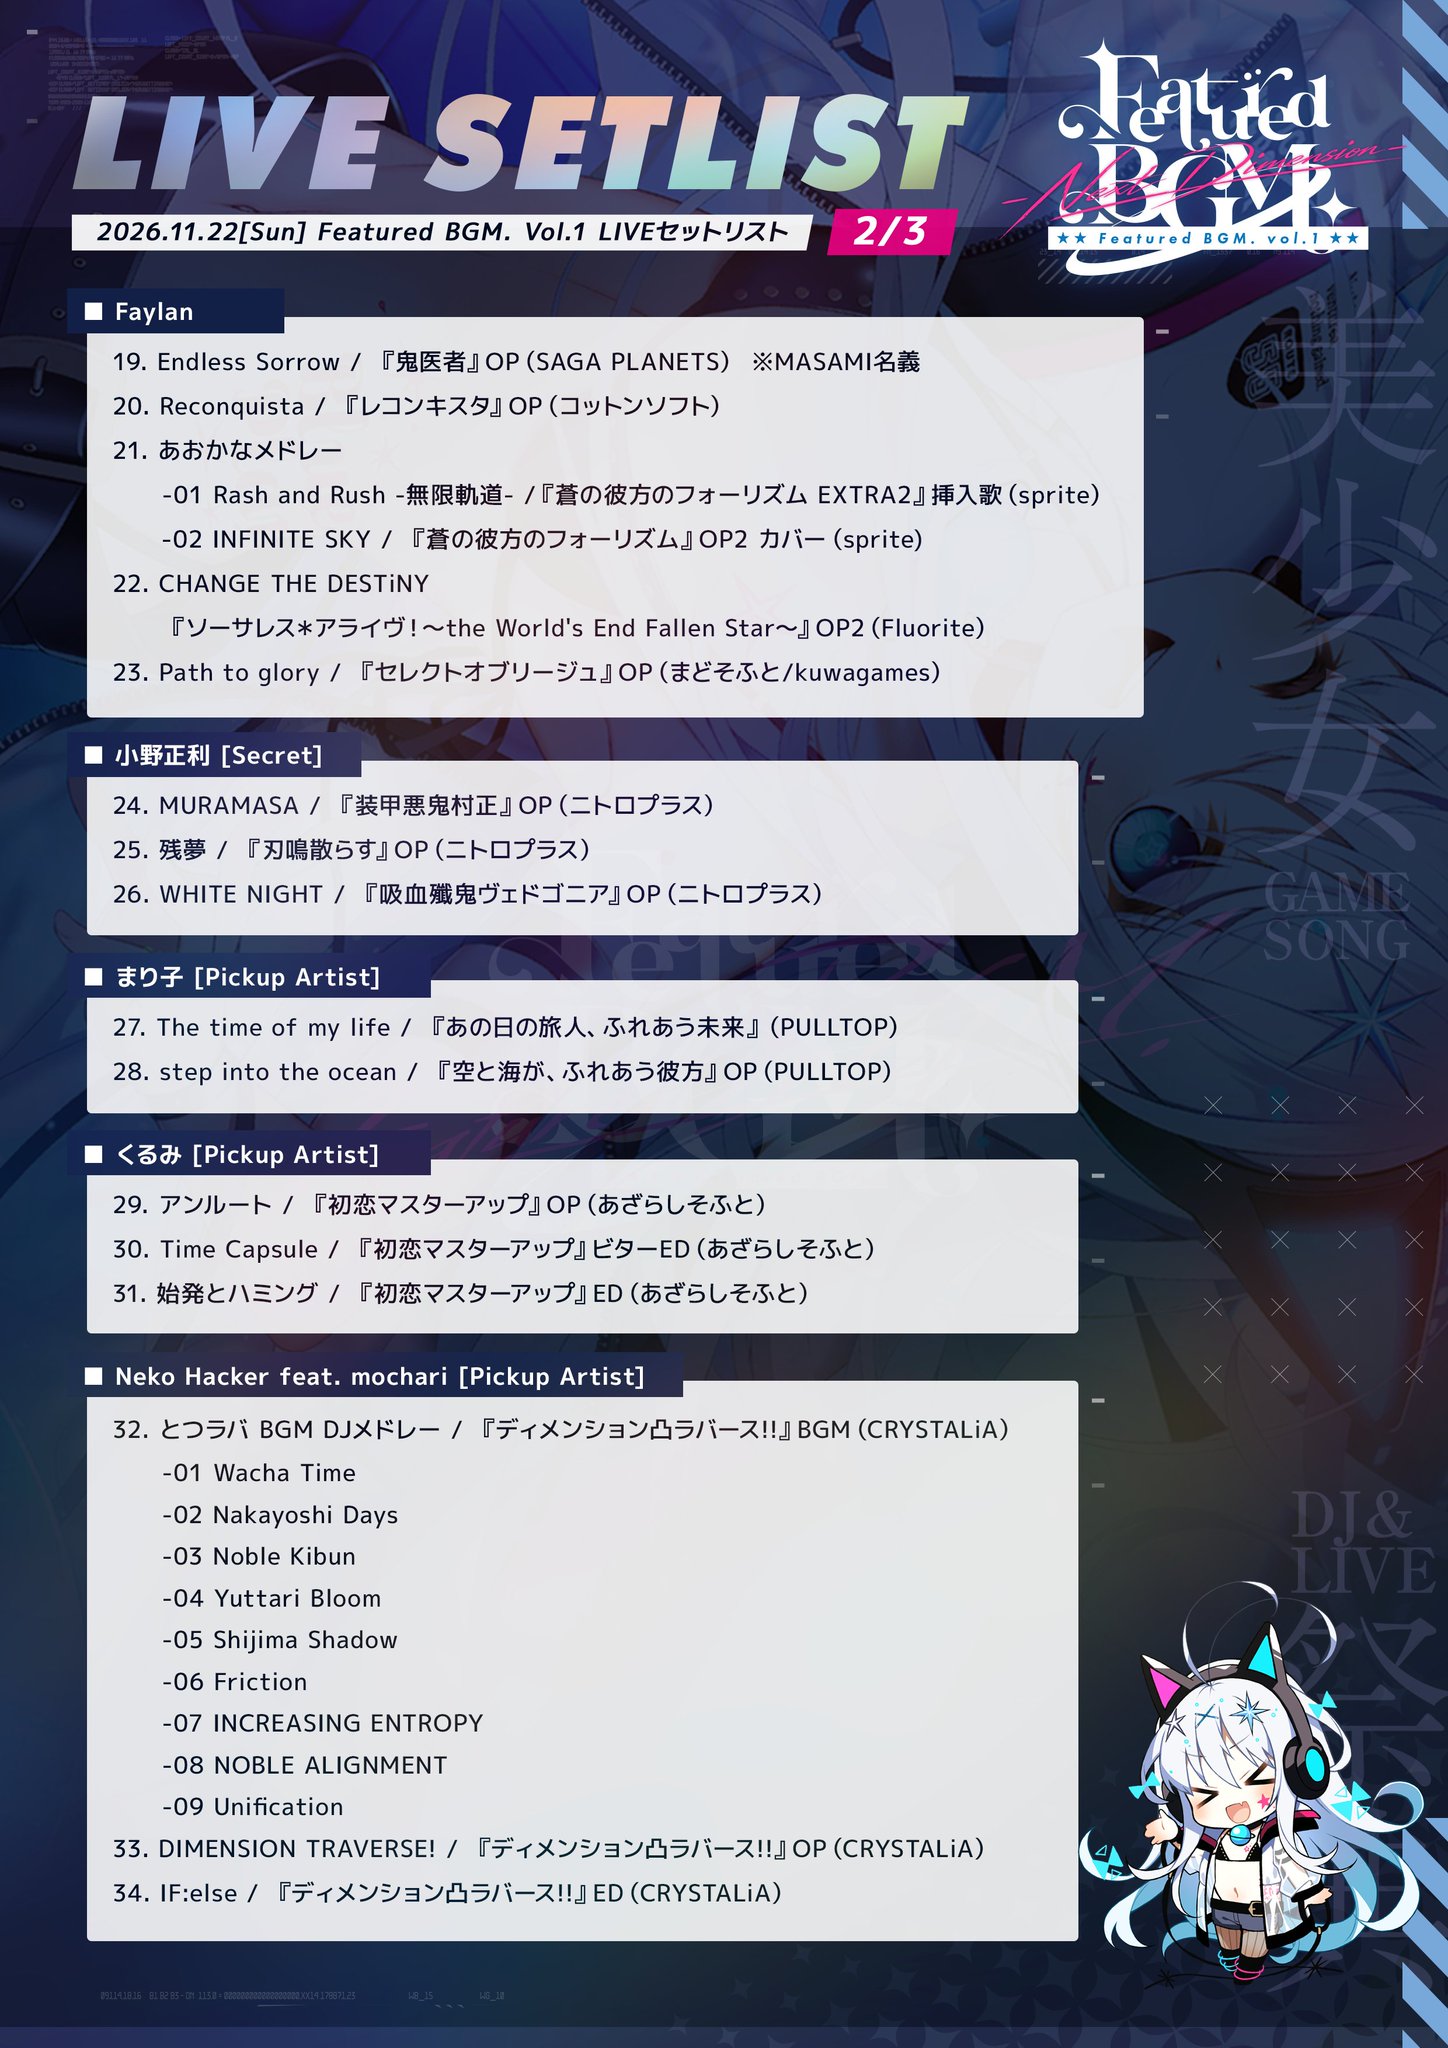 LIVE SETLIST
2026.11.22[Sun] Featured BGM. Vol.1 LIVEセットリスト
2/3
Featured
BGM.
-Next Dimension-
★★ Featured BGM. vol.1 ★★
■ Faylan
19. Endless Sorrow / 『鬼医者』OP（SAGA PLANETS） ※MASAMI名義
20. Reconquista / 『レコンキスタ』OP（コットンソフト）
21. あおかなメドレー
-01 Rash and Rush -無限軌道- /『蒼の彼方のフォーリズム EXTRA2』挿入歌（sprite）
-02 INFINITE SKY / 『蒼の彼方のフォーリズム』OP2 カバー（sprite）
22. CHANGE THE DESTiNY
『ソーサレス＊アライヴ！～the World's End Fallen Star～』OP2（Fluorite）
23. Path to glory / 『セレクトオブリージュ』OP（まどそふと/kuwagames）
■ 小野正利 [Secret]
24. MURAMASA / 『装甲悪鬼村正』OP（ニトロプラス）
25. 残夢 / 『刃鳴散らす』OP（ニトロプラス）
26. WHITE NIGHT / 『吸血殲鬼ヴェドゴニア』OP（ニトロプラス）
■ まり子 [Pickup Artist]
27. The time of my life / 『あの日の旅人、ふれあう未来』（PULLTOP）
28. step into the ocean / 『空と海が、ふれあう彼方』OP（PULLTOP）
■ くるみ [Pickup Artist]
29. アンルート / 『初恋マスターアップ』OP（あざらしそふと）
30. Time Capsule / 『初恋マスターアップ』ビターED（あざらしそふと）
31. 始発とハミング / 『初恋マスターアップ』ED（あざらしそふと）
■ Neko Hacker feat. mochari [Pickup Artist]
32. とつラバ BGM DJメドレー / 『ディメンション凸ラバース!!』BGM（CRYSTALiA）
-01 Wacha Time
-02 Nakayoshi Days
-03 Noble Kibun
-04 Yuttari Bloom
-05 Shijima Shadow
-06 Friction
-07 INCREASING ENTROPY
-08 NOBLE ALIGNMENT
-09 Unification
33. DIMENSION TRAVERSE! / 『ディメンション凸ラバース!!』OP（CRYSTALiA）
34. IF:else / 『ディメンション凸ラバース!!』ED（CRYSTALiA）
美少女
GAME
SONG
DJ&
LIVE
祭